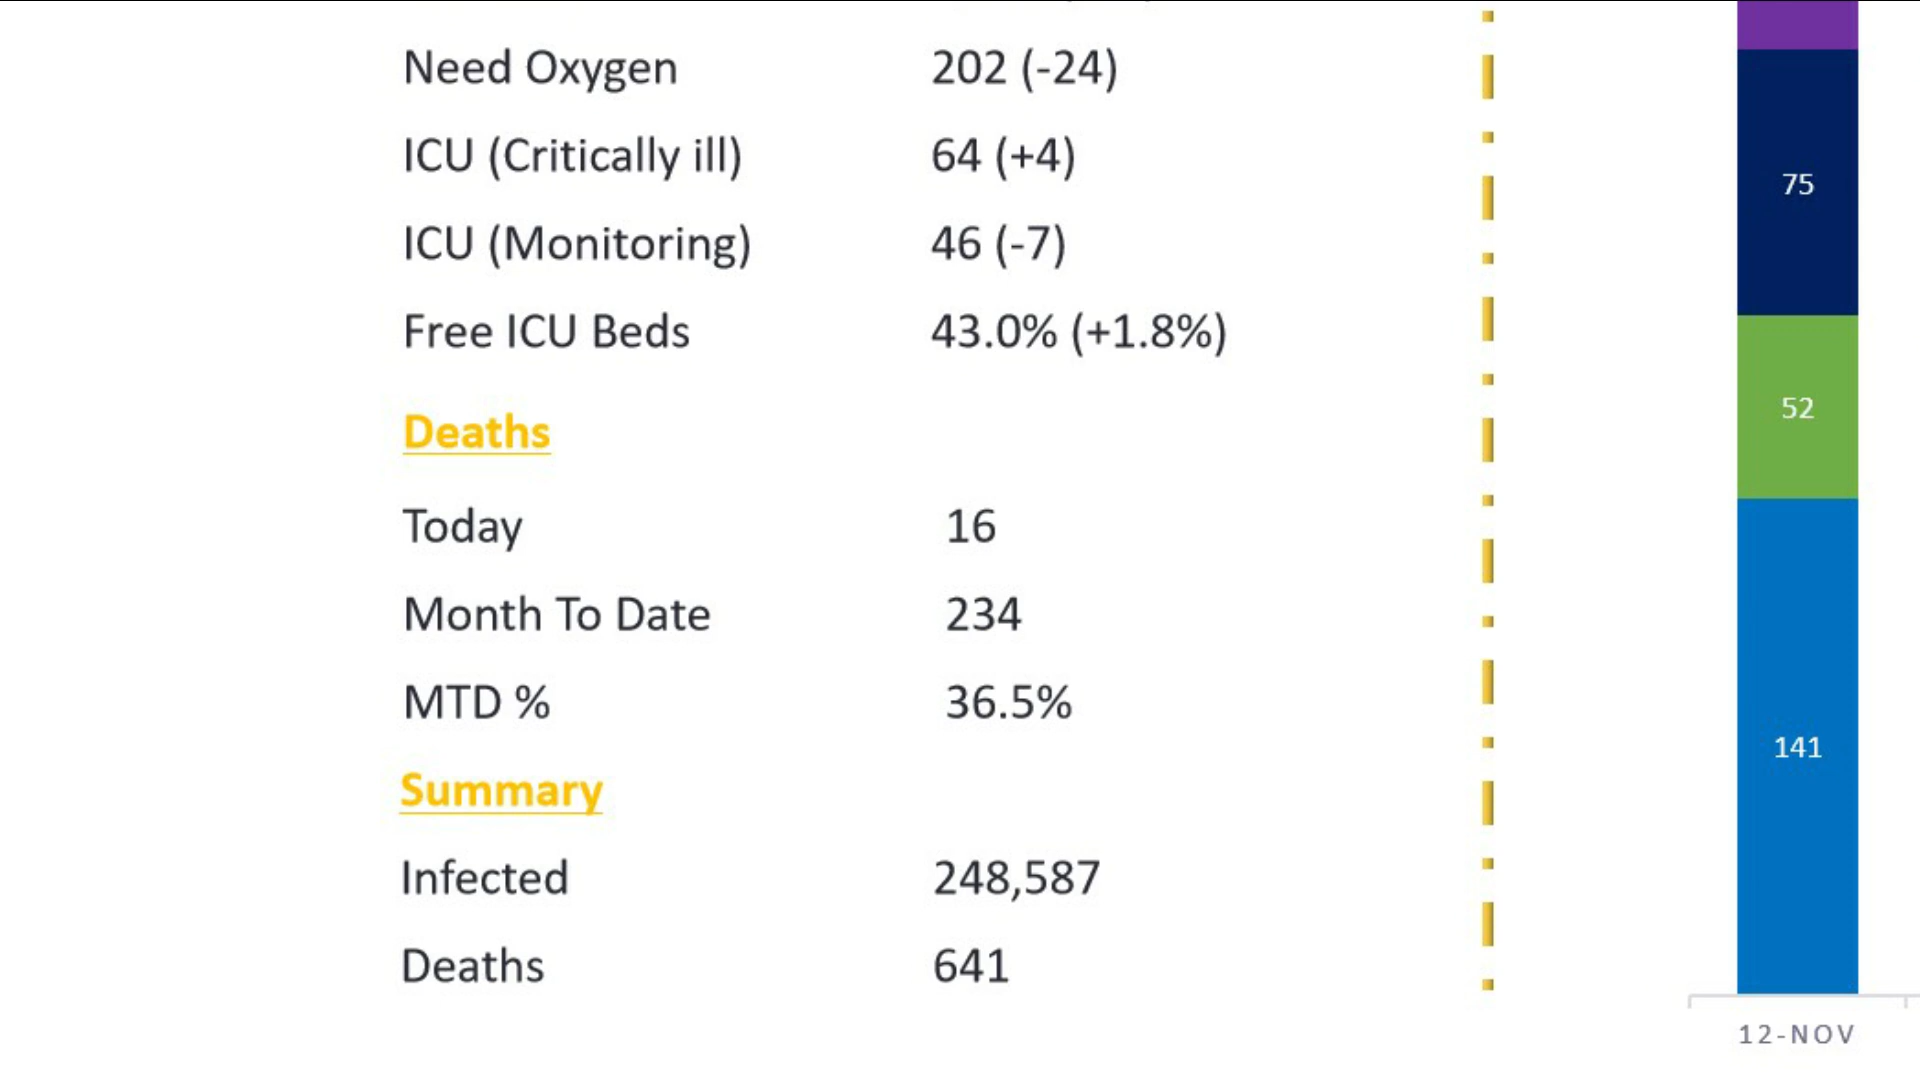 Need Oxygen 202 (-24)
ICU (Critically ill) 64 (+4)
ICU (Monitoring) 46 (-7)
Free ICU Beds 43.0% (+1.8%)
Deaths
Today 16
Month To Date 234
MTD % 36.5%
Summary
Infected 248,587
Deaths 641
75
52
141
12-NOV